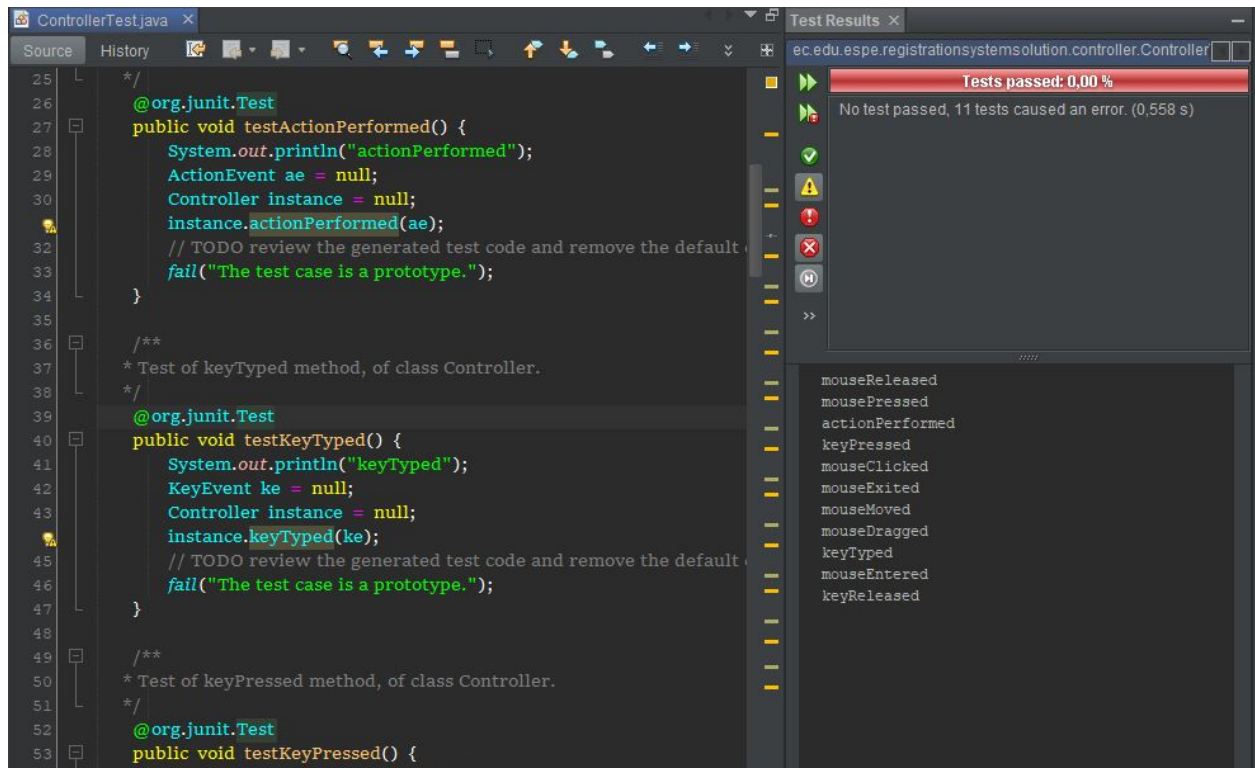 ControllerTest.java
Source History
25 */
26 @org.junit.Test
27 public void testActionPerformed() {
28 System.out.println("actionPerformed");
29 ActionEvent ae = null;
30 Controller instance = null;
instance.actionPerformed(ae);
32 // TODO review the generated test code and remove the default
33 fail("The test case is a prototype.");
34 }
35
36 /**
37 * Test of keyTyped method, of class Controller.
38 */
39 @org.junit.Test
40 public void testKeyTyped() {
41 System.out.println("keyTyped");
42 KeyEvent ke = null;
43 Controller instance = null;
instance.keyTyped(ke);
45 // TODO review the generated test code and remove the default
46 fail("The test case is a prototype.");
47 }
48
49 /**
50 * Test of keyPressed method, of class Controller.
51 */
52 @org.junit.Test
53 public void testKeyPressed() {
Test Results
ec.edu.espe.registrationsystemsolution.controller.Controller
Tests passed: 0,00 %
No test passed, 11 tests caused an error. (0,558 s)
mouseReleased
mousePressed
actionPerformed
keyPressed
mouseClicked
mouseExited
mouseMoved
mouseDragged
keyTyped
mouseEntered
keyReleased